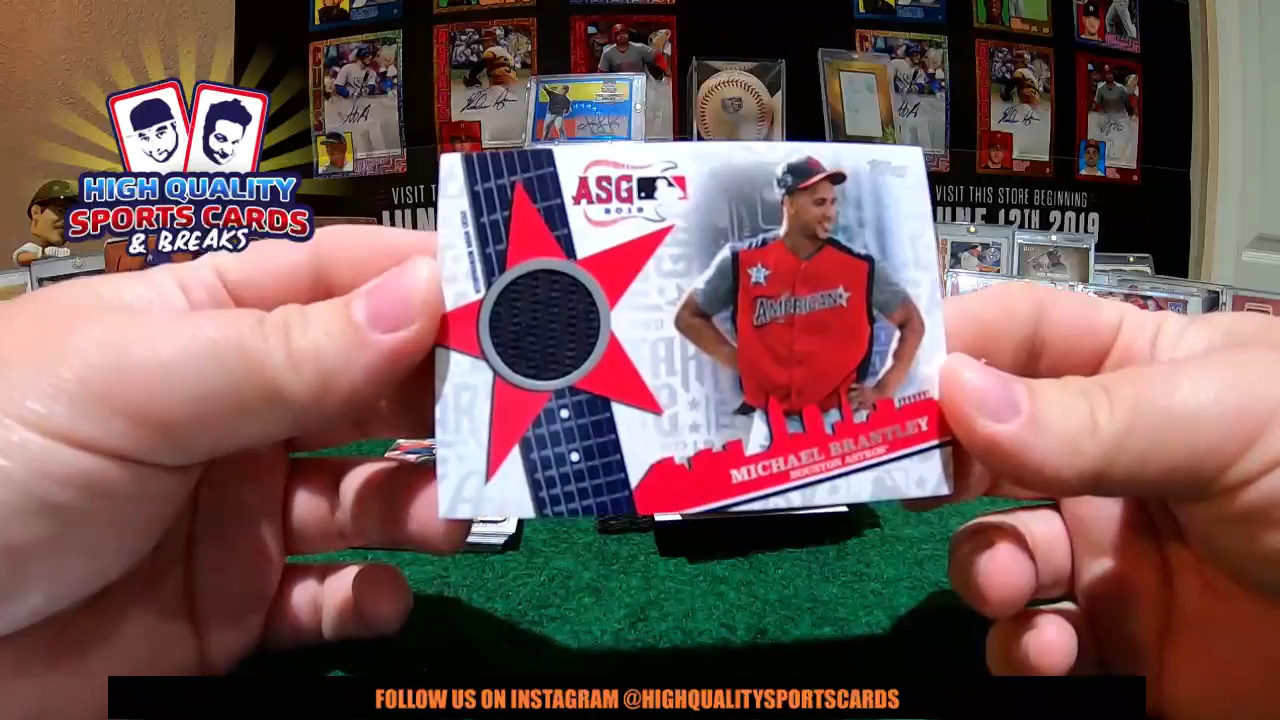 HIGH QUALITY
SPORTS CARDS
& BREAKS
VISIT T
VISIT THIS STORE BEGINNING
JUNE 12TH 2019
ASG
2019
AMERICAN
MICHAEL BRANTLEY
HOUSTON ASTROS
FOLLOW US ON INSTAGRAM @HIGHQUALITYSPORTSCARDS